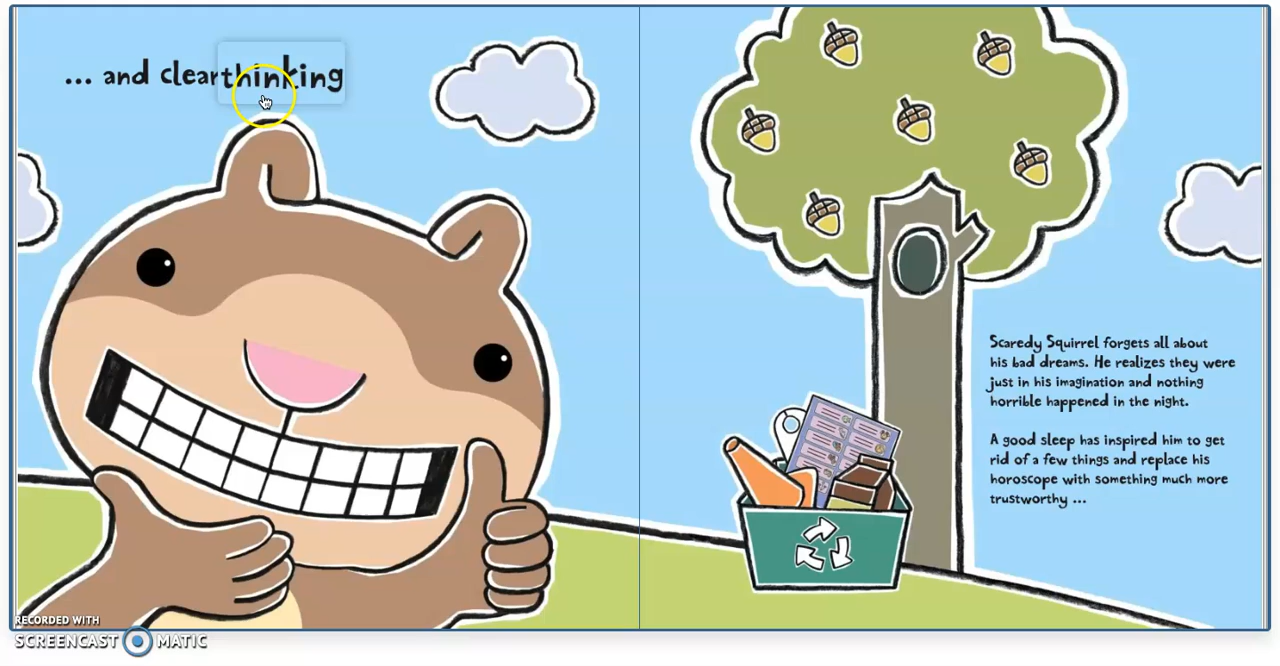 ... and clear thinking
Scaredy Squirrel forgets all about
his bad dreams. He realizes they were
just in his imagination and nothing
horrible happened in the night.
A good sleep has inspired him to get
rid of a few things and replace his
horoscope with something much more
trustworthy ...
RECORDED WITH
SCREENCAST MATIC